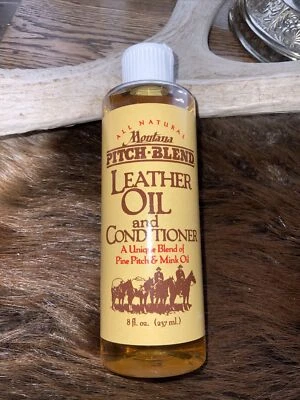 ALL NATURAL
Montana
PITCH·BLEND
LEATHER
OIL
and
CONDITIONER
A Unique Blend of
Pine Pitch & Mink Oil
8 fl. oz. (237 ml.)